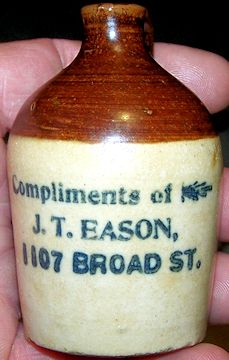 Compliments of
J. T. EASON,
1107 BROAD ST.